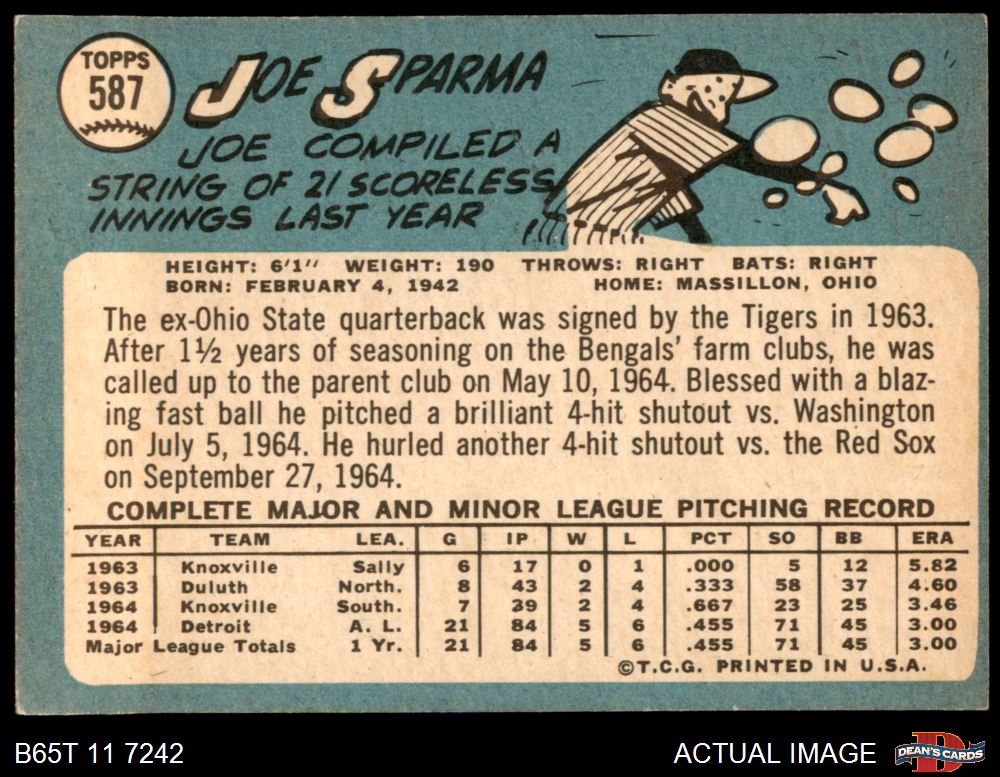 TOPPS
587
JOE SPARMA
JOE COMPILED A
STRING OF 21 SCORELESS
INNINGS LAST YEAR
HEIGHT: 6'1" WEIGHT: 190 THROWS: RIGHT BATS: RIGHT
BORN: FEBRUARY 4, 1942 HOME: MASSILLON, OHIO
The ex-Ohio State quarterback was signed by the Tigers in 1963.
After 1½ years of seasoning on the Bengals' farm clubs, he was
called up to the parent club on May 10, 1964. Blessed with a blaz-
ing fast ball he pitched a brilliant 4-hit shutout vs. Washington
on July 5, 1964. He hurled another 4-hit shutout vs. the Red Sox
on September 27, 1964.
COMPLETE MAJOR AND MINOR LEAGUE PITCHING RECORD
YEAR TEAM LEA. G IP W L PCT SO BB ERA
1963 Knoxville Sally 6 17 0 1 .000 5 12 5.82
1963 Duluth North. 8 43 2 4 .333 58 37 4.60
1964 Knoxville South. 7 39 2 4 .667 23 25 3.46
1964 Detroit A. L. 21 84 5 6 .455 71 45 3.00
Major League Totals 1 Yr. 21 84 5 6 .455 71 45 3.00
©T.C.G. PRINTED IN U.S.A.
B65T 11 7242 ACTUAL IMAGE DEAN'S CARDS